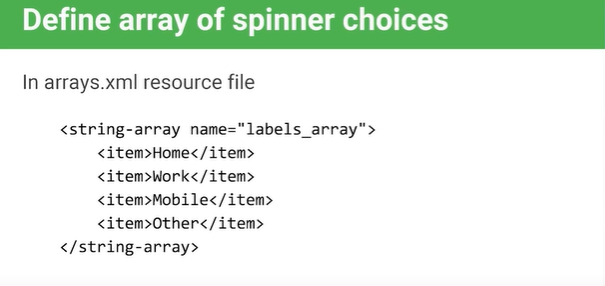 Define array of spinner choices
In arrays.xml resource file
<string-array name="labels_array">
    <item>Home</item>
    <item>Work</item>
    <item>Mobile</item>
    <item>Other</item>
</string-array>